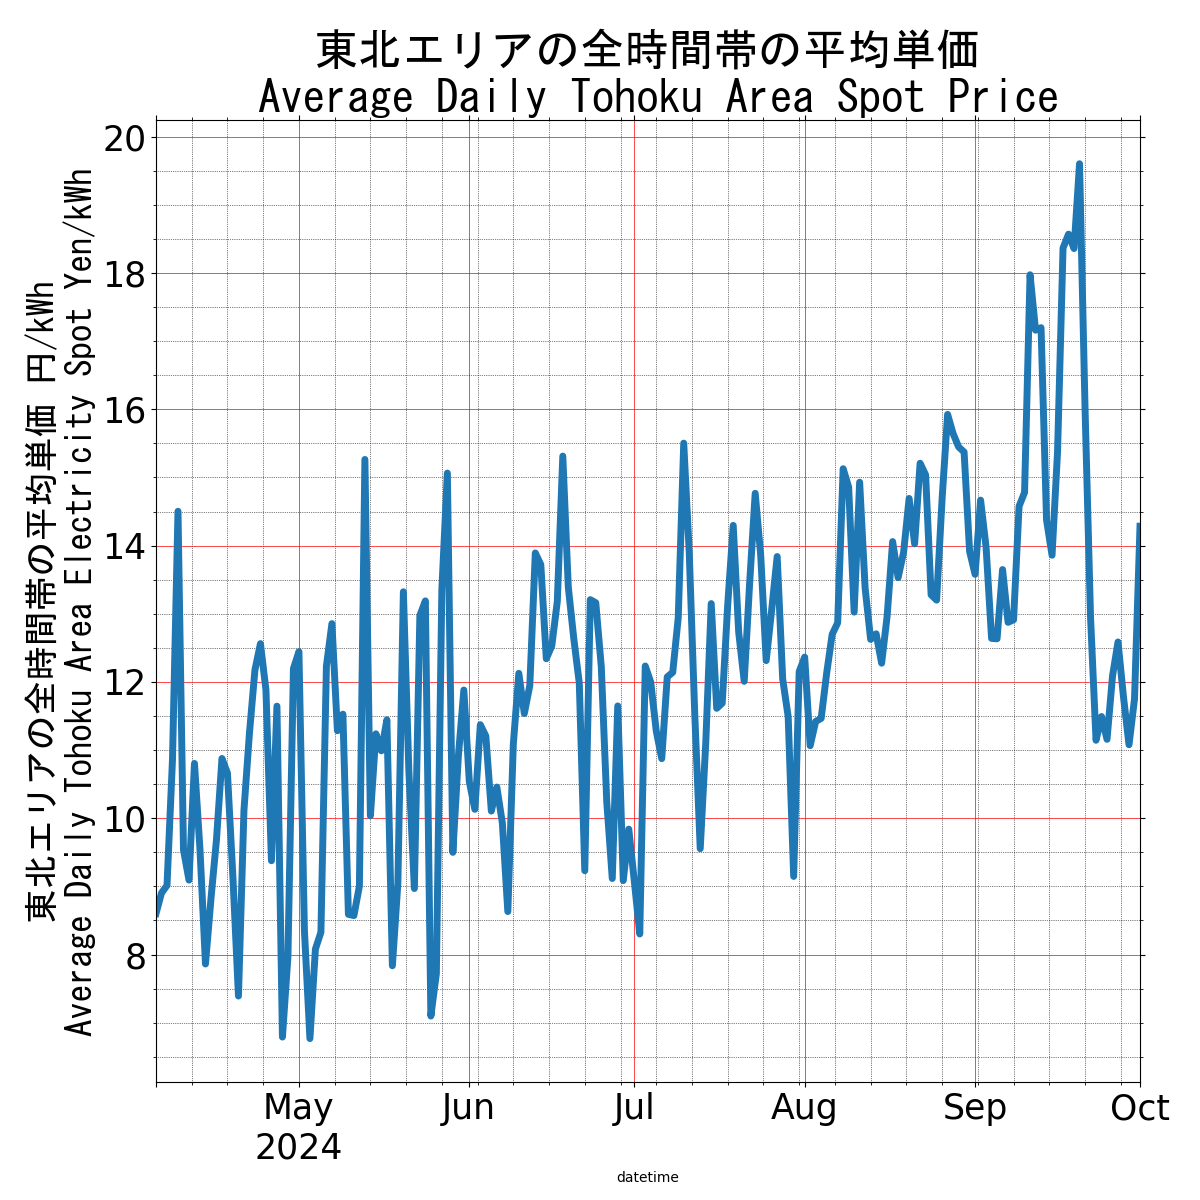 東北エリアの全時間帯の平均単価
Average Daily Tohoku Area Spot Price
東北エリアの全時間帯の平均単価 円/kWh
Average Daily Tohoku Area Electricity Spot Yen/kWh
20
18
16
14
12
10
8
May
2024
Jun
Jul
Aug
Sep
Oct
datetime